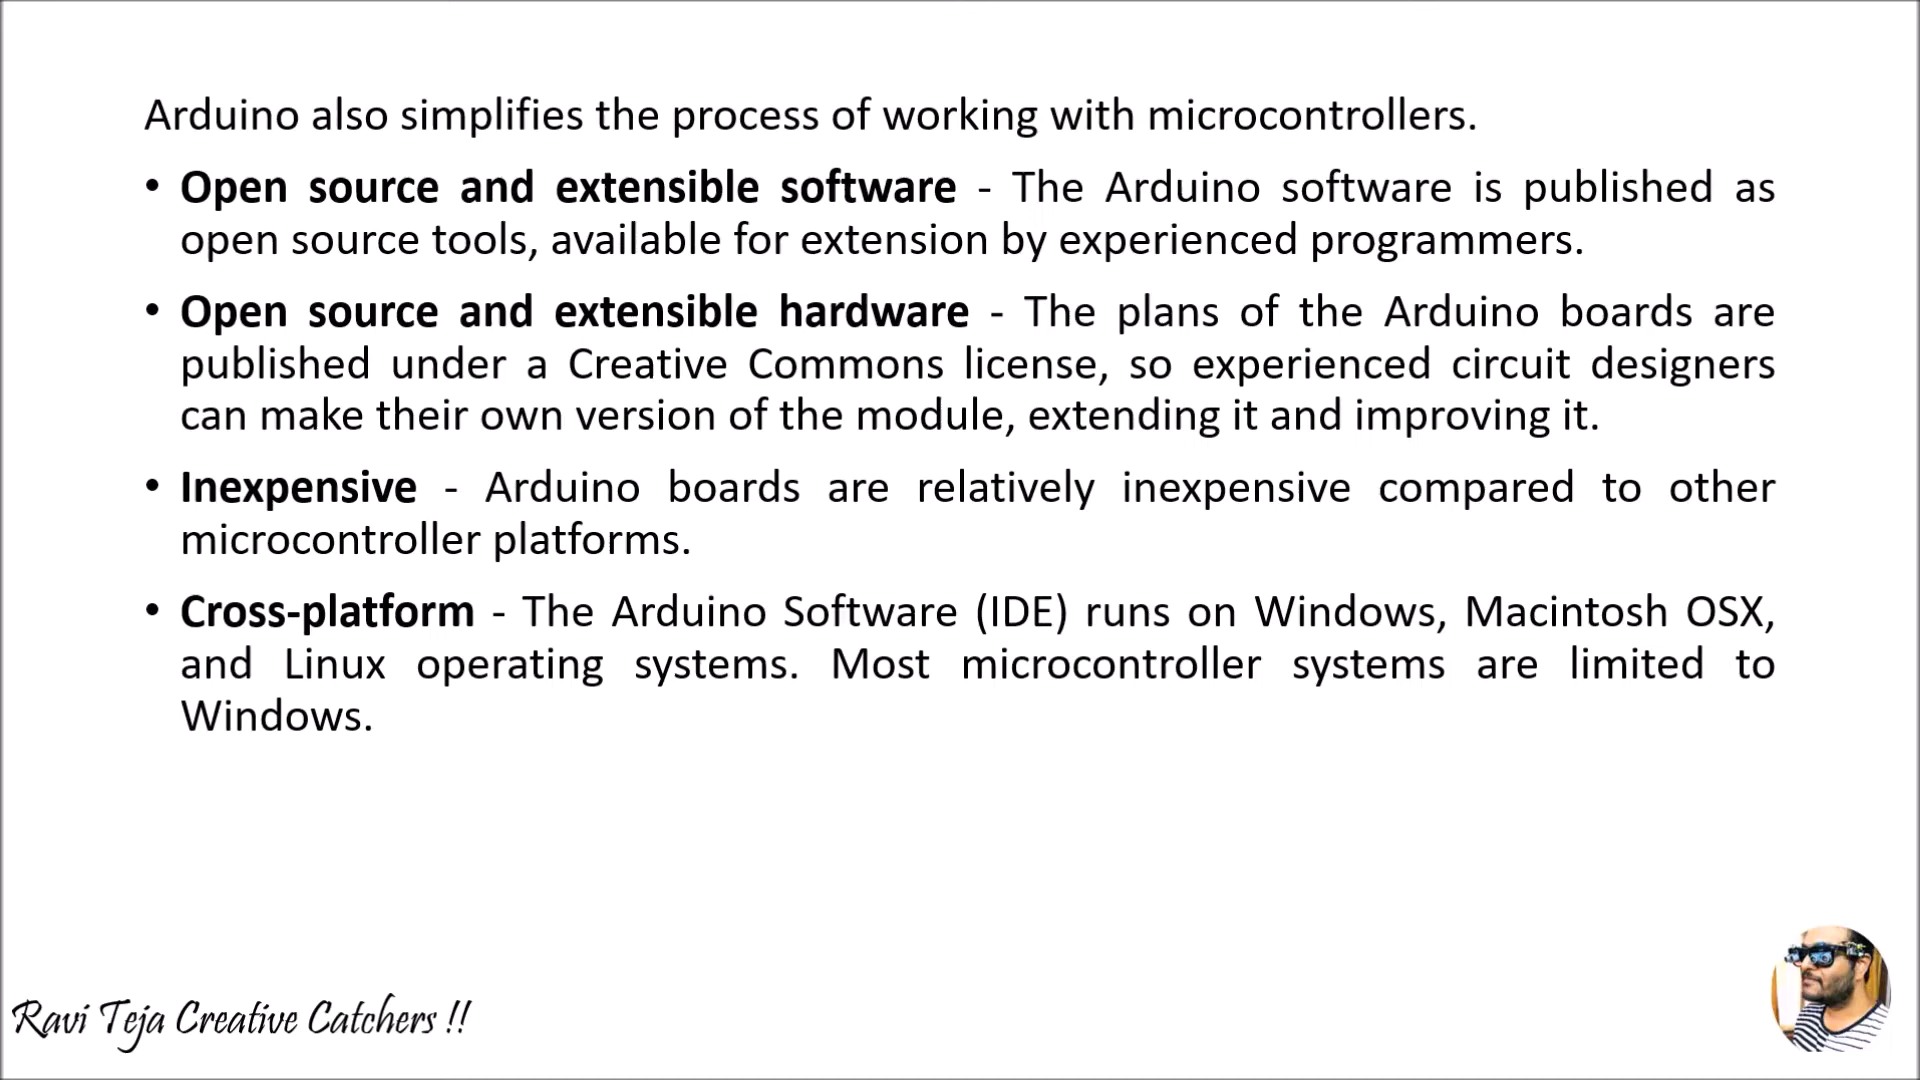 Arduino also simplifies the process of working with microcontrollers.
• Open source and extensible software - The Arduino software is published as
open source tools, available for extension by experienced programmers.
• Open source and extensible hardware - The plans of the Arduino boards are
published under a Creative Commons license, so experienced circuit designers
can make their own version of the module, extending it and improving it.
• Inexpensive - Arduino boards are relatively inexpensive compared to other
microcontroller platforms.
• Cross-platform - The Arduino Software (IDE) runs on Windows, Macintosh OSX,
and Linux operating systems. Most microcontroller systems are limited to
Windows.
Ravi Teja Creative Catchers !!